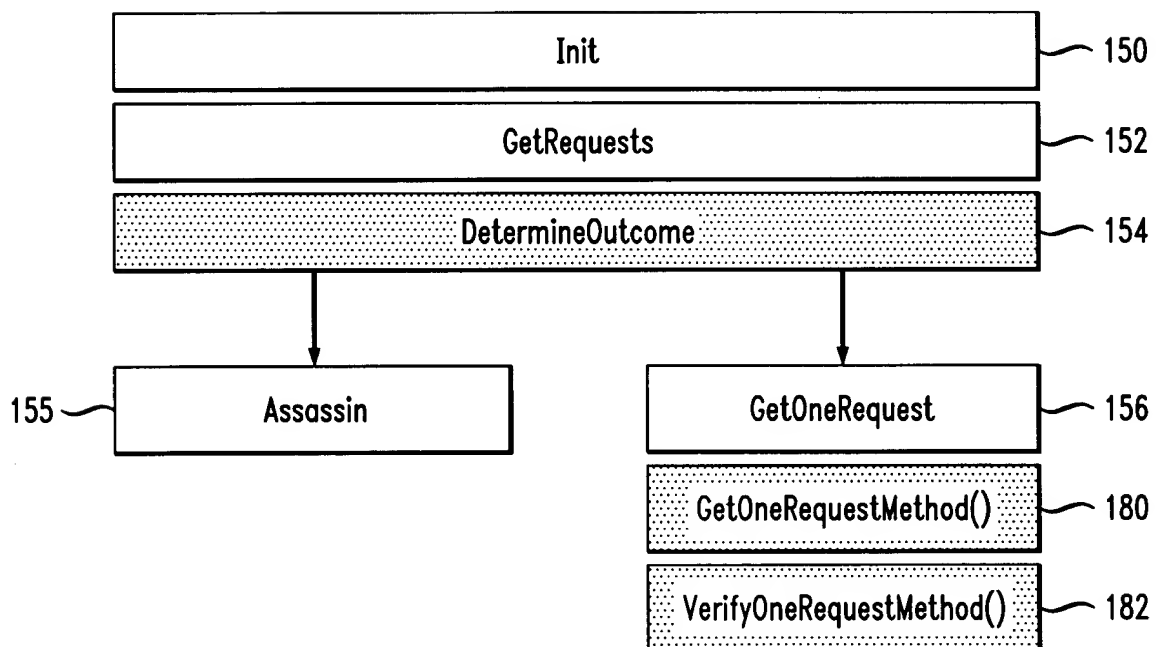 Init 150
GetRequests 152
DetermineOutcome 154
155 Assassin GetOneRequest 156
GetOneRequestMethod() 180
VerifyOneRequestMethod() 182